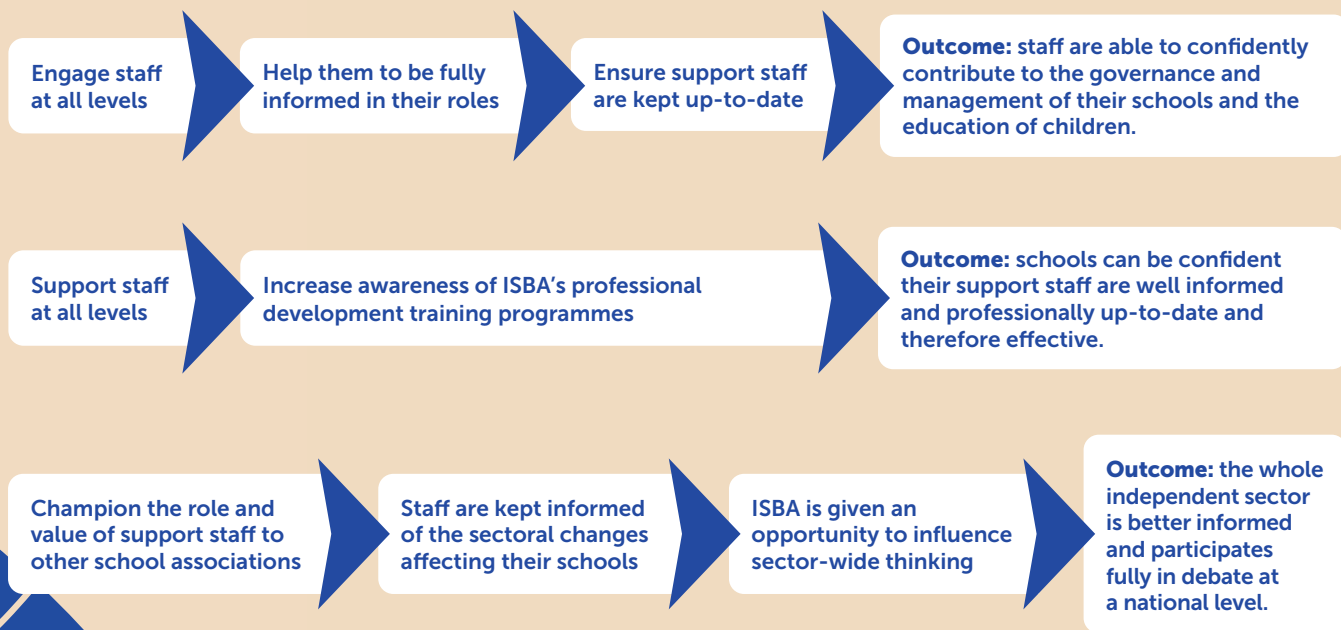 Engage staff
at all levels
Help them to be fully
informed in their roles
Ensure support staff
are kept up-to-date
Outcome: staff are able to confidently
contribute to the governance and
management of their schools and the
education of children.
Support staff
at all levels
Increase awareness of ISBA’s professional
development training programmes
Outcome: schools can be confident
their support staff are well informed
and professionally up-to-date and
therefore effective.
Champion the role and
value of support staff to
other school associations
Staff are kept informed
of the sectoral changes
affecting their schools
ISBA is given an
opportunity to influence
sector-wide thinking
Outcome: the whole
independent sector
is better informed
and participates
fully in debate at
a national level.